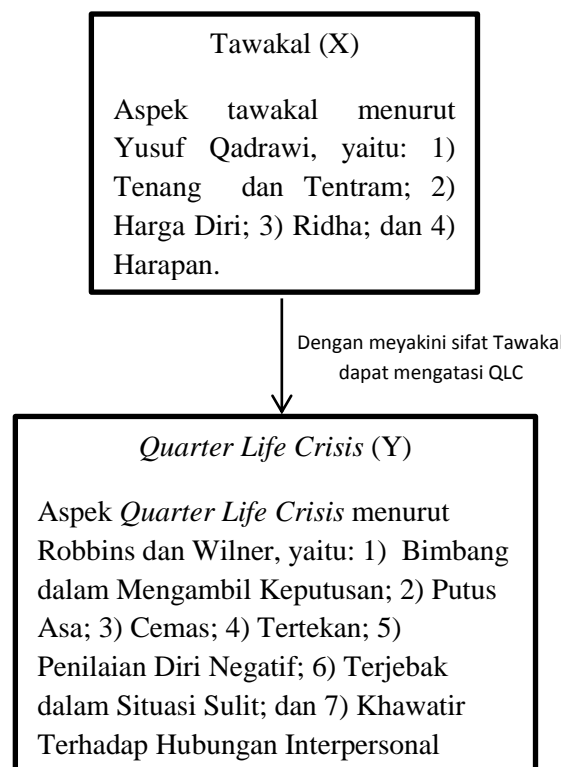 Tawakal (X)
Aspek tawakal menurut
Yusuf Qadrawi, yaitu: 1)
Tenang dan Tentram; 2)
Harga Diri; 3) Ridha; dan 4)
Harapan.
Dengan meyakini sifat Tawakal
dapat mengatasi QLC
Quarter Life Crisis (Y)
Aspek Quarter Life Crisis menurut
Robbins dan Wilner, yaitu: 1) Bimbang
dalam Mengambil Keputusan; 2) Putus
Asa; 3) Cemas; 4) Tertekan; 5)
Penilaian Diri Negatif; 6) Terjebak
dalam Situasi Sulit; dan 7) Khawatir
Terhadap Hubungan Interpersonal